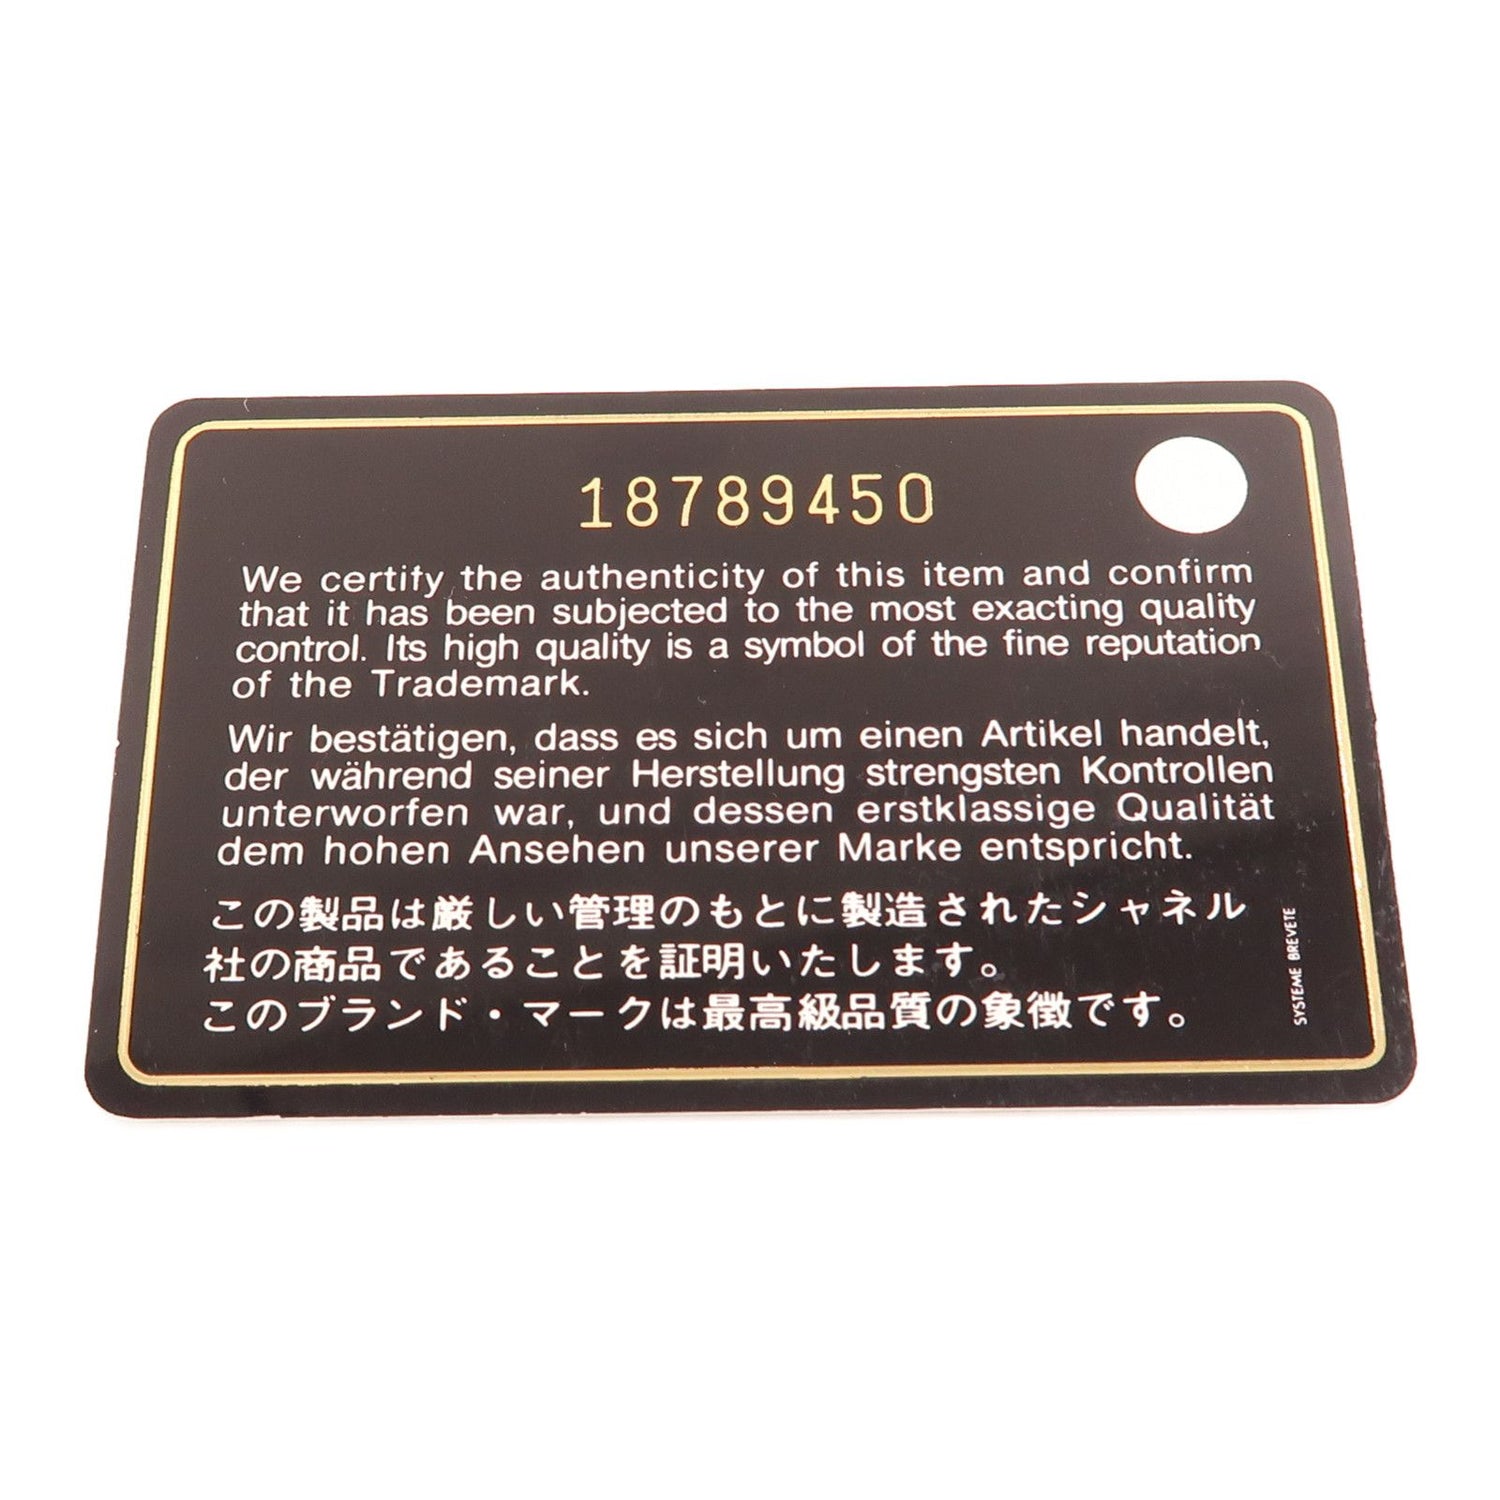 18789450
We certify the authenticity of this item and confirm
that it has been subjected to the most exacting quality
control. Its high quality is a symbol of the fine reputation
of the Trademark.
Wir bestätigen, dass es sich um einen Artikel handelt,
der während seiner Herstellung strengsten Kontrollen
unterworfen war, und dessen erstklassige Qualität
dem hohen Ansehen unserer Marke entspricht.
この製品は厳しい管理のもとに製造されたシャネル
社の商品であることを証明いたします。
このブランド・マークは最高級品質の象徴です。
SYSTEME BREVETE